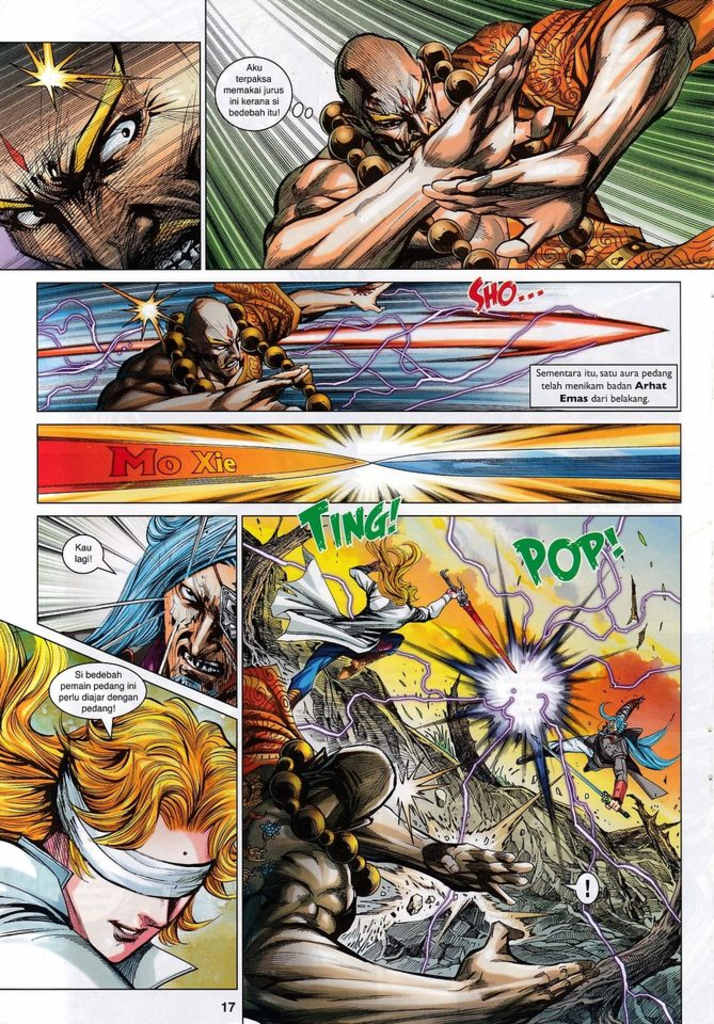 Aku
terpaksa
memakai jurus
ini kerana si
bedebah itu!
SHO...
Sementara itu, satu aura pedang
telah menikam badan Arhat
Emas dari belakang.
Mo Xie
TING!
POP!
Kau
lagi!
Si bedebah
pemain pedang ini
perlu diajar dengan
pedang!
!
17